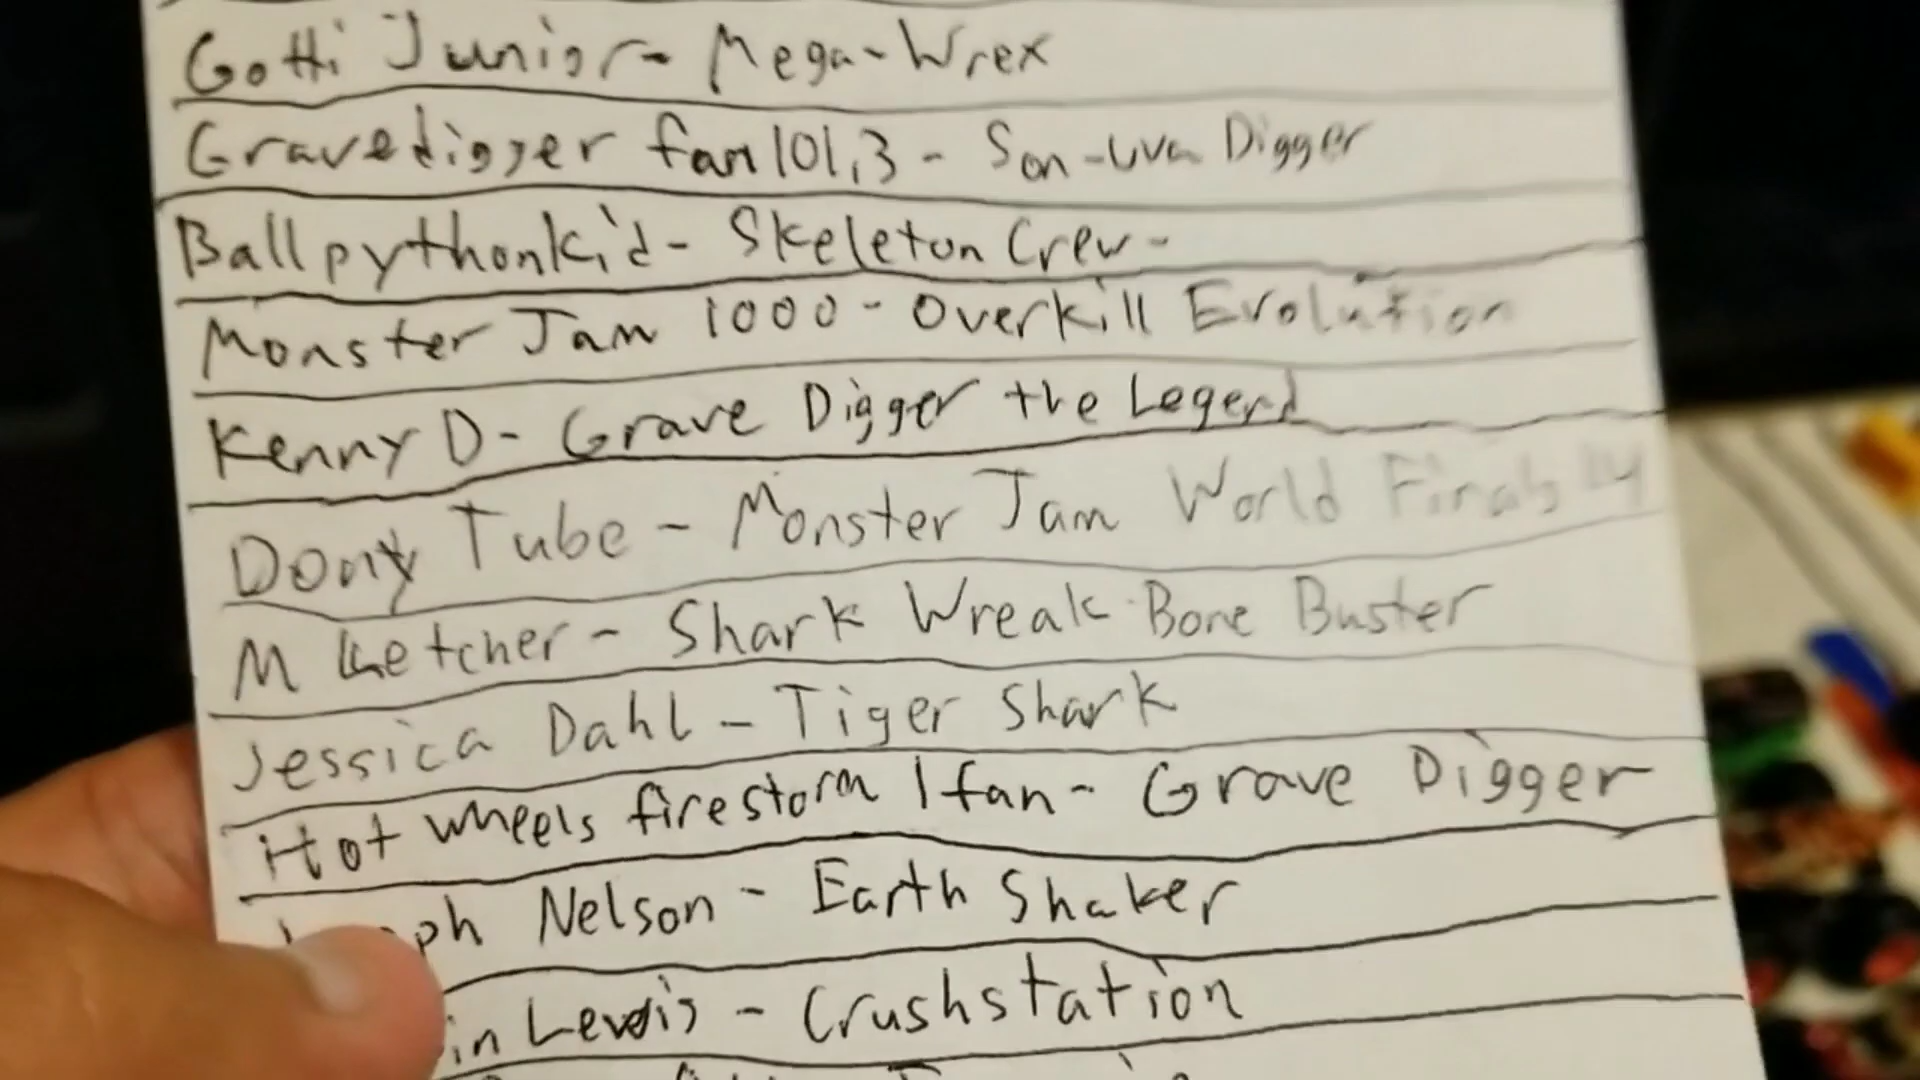 Gotti Junior - Mega-Wrex
Gravedigger fan101,3 - Son-uva Digger
Ballpythonkid - Skeleton Crew -
Monster Jam 1000 - Overkill Evolution
Kenny D - Grave Digger the Legend
Dony Tube - Monster Jam World Finals 14
M Ketcher - Shark Wreak Bone Buster
Jessica Dahl - Tiger Shark
Hot wheels firestorm 1fan - Grave Digger
Nelson - Earth Shaker
Lewis - Crushstation